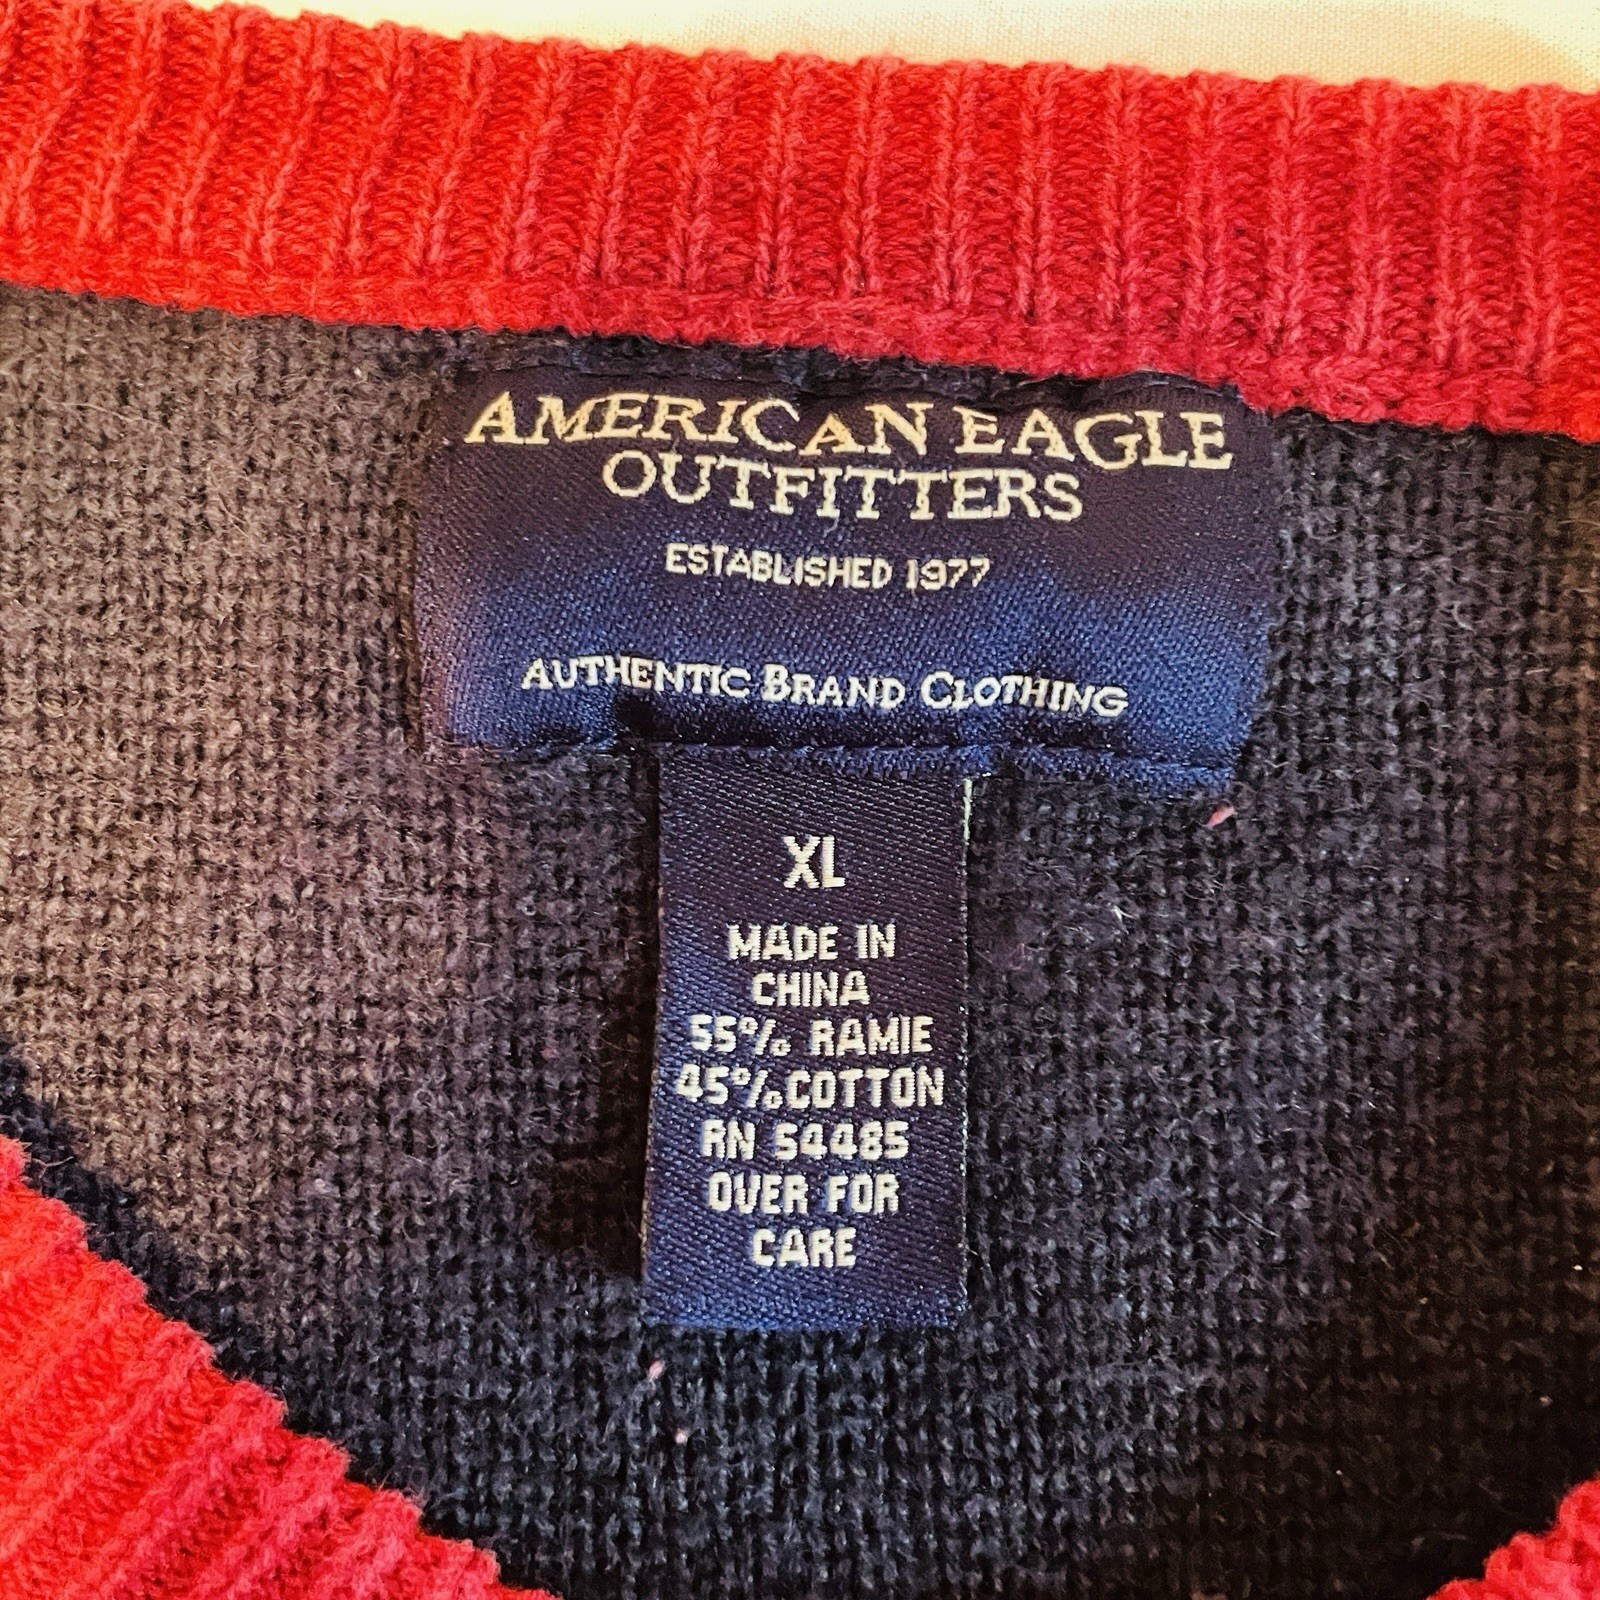 AMERICAN EAGLE
OUTFITTERS
ESTABLISHED 1977
AUTHENTIC BRAND CLOTHING
XL
MADE IN
CHINA
55% RAMIE
45% COTTON
RN 54485
OVER FOR
CARE